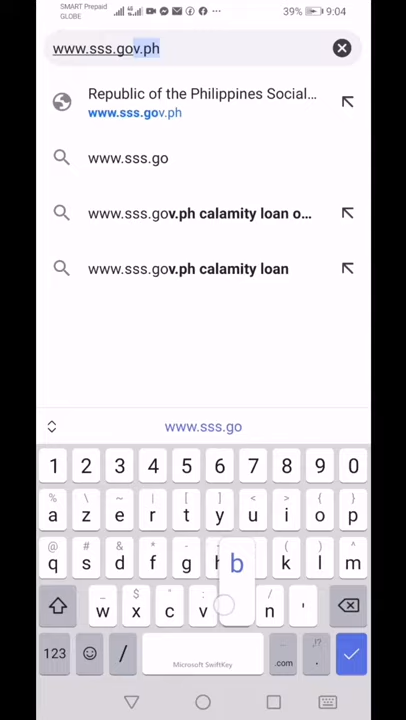 SMART Prepaid
GLOBE
39% 9:04
www.sss.gov.ph
Republic of the Philippines Social...
www.sss.gov.ph
www.sss.go
www.sss.gov.ph calamity loan o...
www.sss.gov.ph calamity loan
www.sss.go
1 2 3 4 5 6 7 8 9 0
% \ ~ | [ ] < > { }
a z e r t y u i o p
@ # & * - ( ) ^
q s d f g h b k l m
$ " : /
w x c v n '
123 / Microsoft SwiftKey .com ,!? .